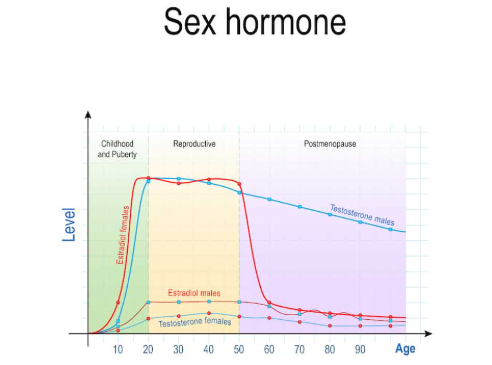 Sex hormone
Childhood
and Puberty
Reproductive
Postmenopause
Level
Estradiol females
Testosterone males
Estradiol males
Testosterone females
10 20 30 40 50 60 70 80 90 Age